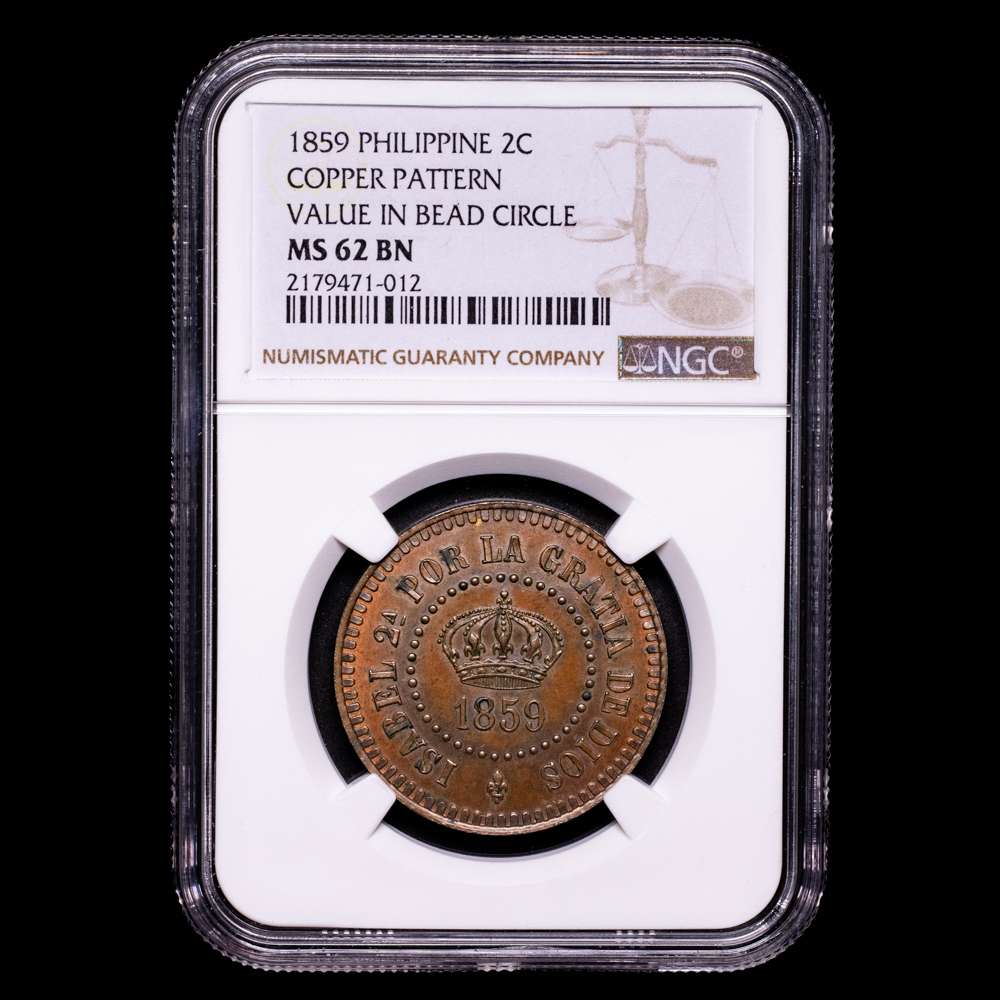 1859 PHILIPPINE 2C
COPPER PATTERN
VALUE IN BEAD CIRCLE
MS 62 BN
2179471-012
NUMISMATIC GUARANTY COMPANY
NGC®
ISABEL 2ᴬ POR LA GRATIA DE DIOS
1859